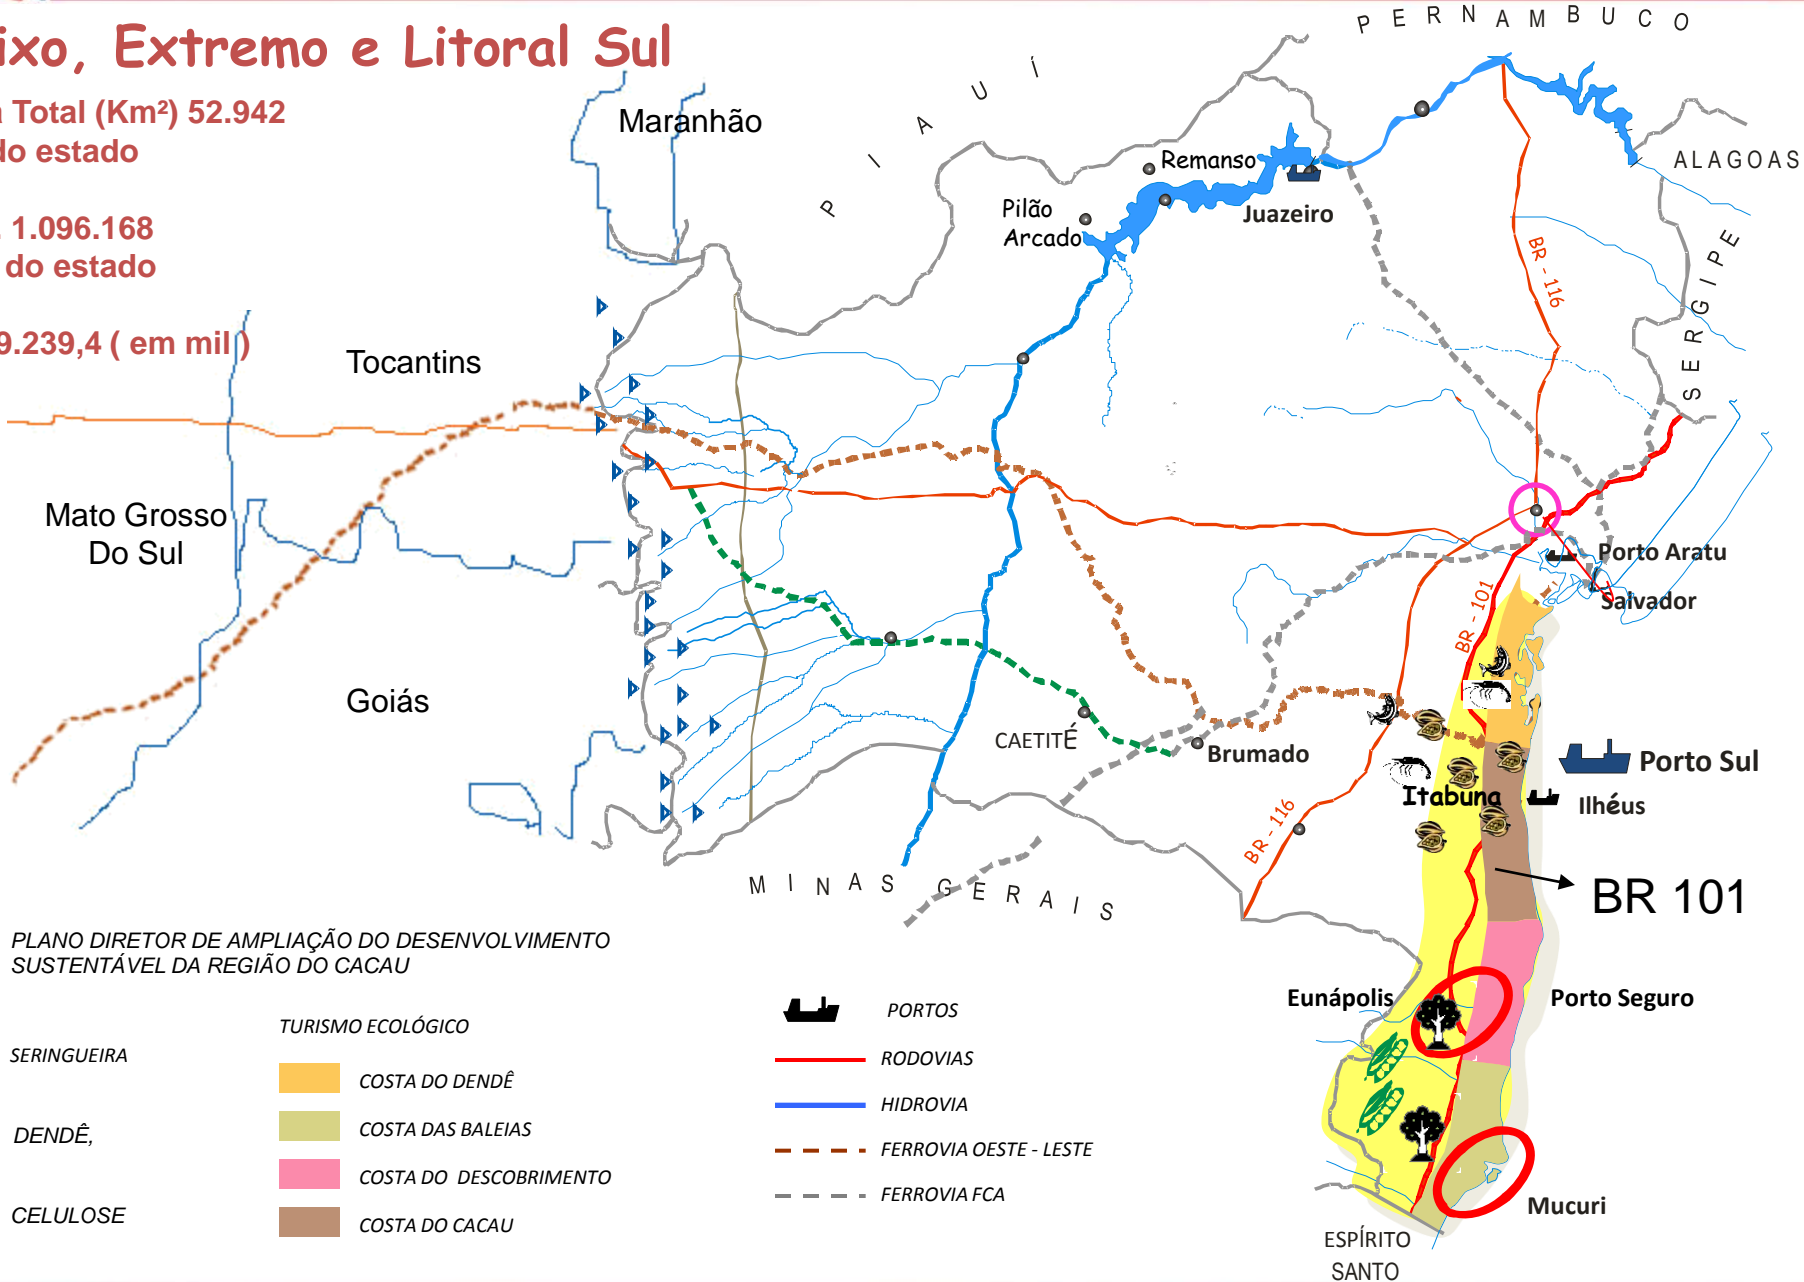 ixo, Extremo e Litoral Sul
Total (Km²) 52.942
do estado
1.096.168
do estado
9.239,4 ( em mil )
PERNAMBUCO
PIAUÍ
Maranhão
ALAGOAS
Remanso
Pilão
Arcado
Juazeiro
SERGIPE
BR - 116
Tocantins
Mato Grosso
Do Sul
Goiás
Porto Aratu
Salvador
BR - 101
CAETITÉ
Brumado
Porto Sul
Itabuna
Ilhéus
BR - 116
MINAS GERAIS
BR 101
Eunápolis
Porto Seguro
Mucuri
ESPÍRITO
SANTO
PLANO DIRETOR DE AMPLIAÇÃO DO DESENVOLVIMENTO
SUSTENTÁVEL DA REGIÃO DO CACAU
SERINGUEIRA
DENDÊ,
CELULOSE
TURISMO ECOLÓGICO
COSTA DO DENDÊ
COSTA DAS BALEIAS
COSTA DO DESCOBRIMENTO
COSTA DO CACAU
PORTOS
RODOVIAS
HIDROVIA
FERROVIA OESTE - LESTE
FERROVIA FCA